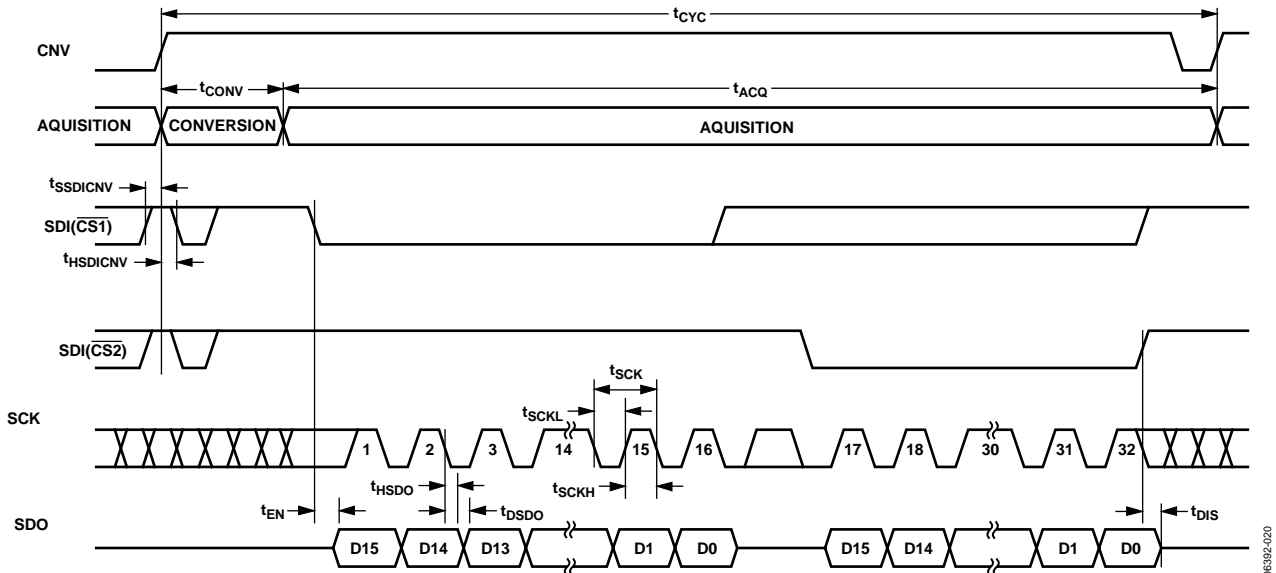 tCYC
CNV
tCONV
tACQ
AQUISITION CONVERSION AQUISITION
tSSDICNV
SDI(CS1)
tHSDICNV
SDI(CS2)
tSCK
SCK
tSCKL
1 2 3 14 15 16 17 18 30 31 32
tHSDO
tSCKH
tEN
tDSDO
tDIS
SDO
D15 D14 D13 D1 D0 D15 D14 D1 D0
06392-020